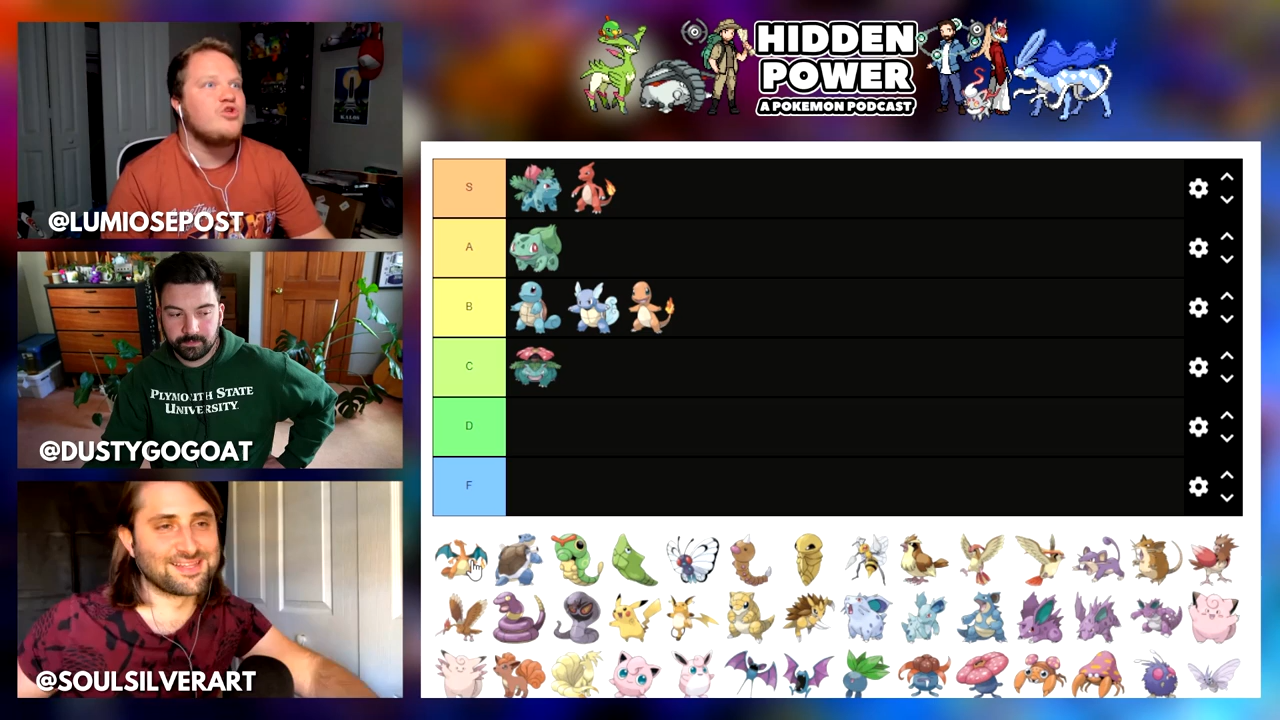 HIDDEN
POWER
A POKEMON PODCAST
@LUMIOSEPOST
PLYMOUTH STATE
UNIVERSITY
@DUSTYGOGOAT
@SOULSILVERART
S
A
B
C
D
F